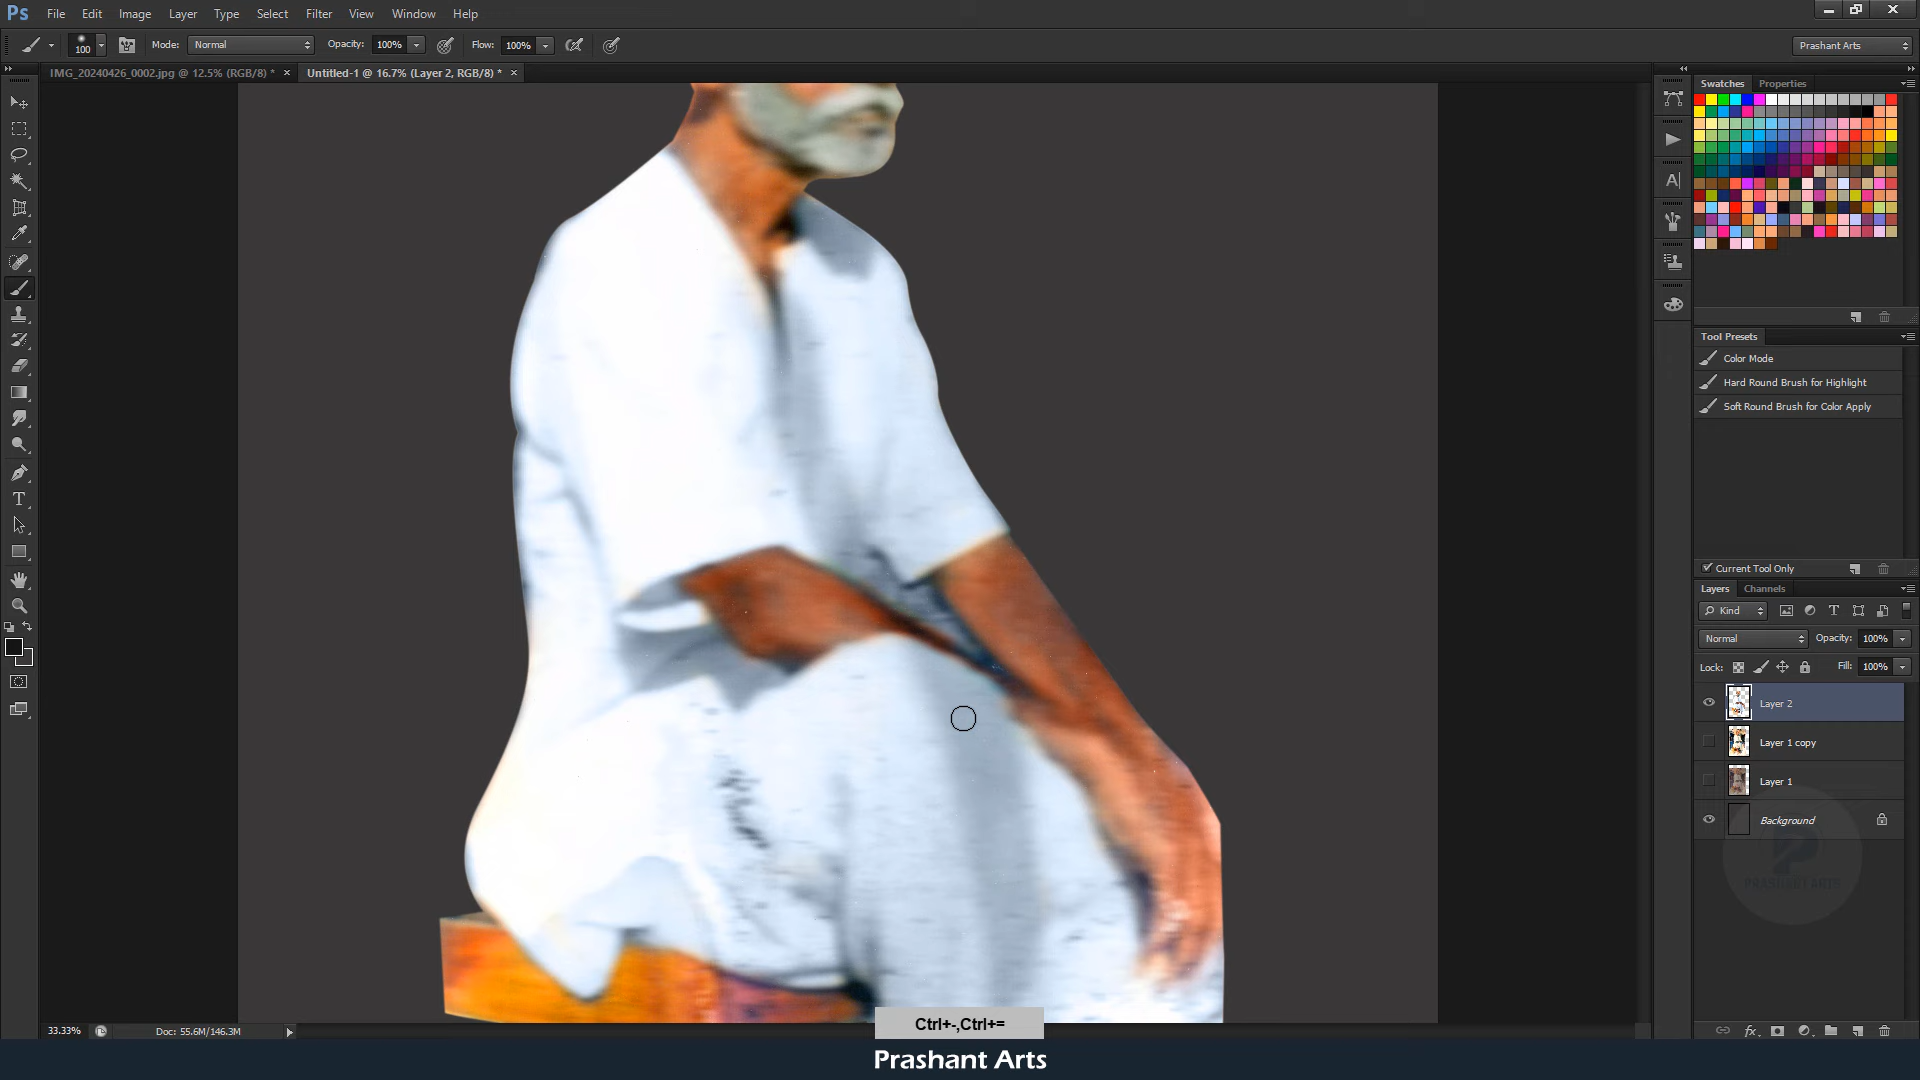 Ps File Edit Image Layer Type Select Filter View Window Help
100 Mode: Normal Opacity: 100% Flow: 100% Prashant Arts
IMG_20240426_0002.jpg @ 12.5% (RGB/8) * × Untitled-1 @ 16.7% (Layer 2, RGB/8) * ×
Swatches Properties
Tool Presets
Color Mode
Hard Round Brush for Highlight
Soft Round Brush for Color Apply
Current Tool Only
Layers Channels
Kind
Normal Opacity: 100%
Lock: Fill: 100%
Layer 2
Layer 1 copy
Layer 1
Background
PRASHANT ARTS
33.33% Doc: 55.6M/146.3M
Ctrl+-,Ctrl+=
Prashant Arts